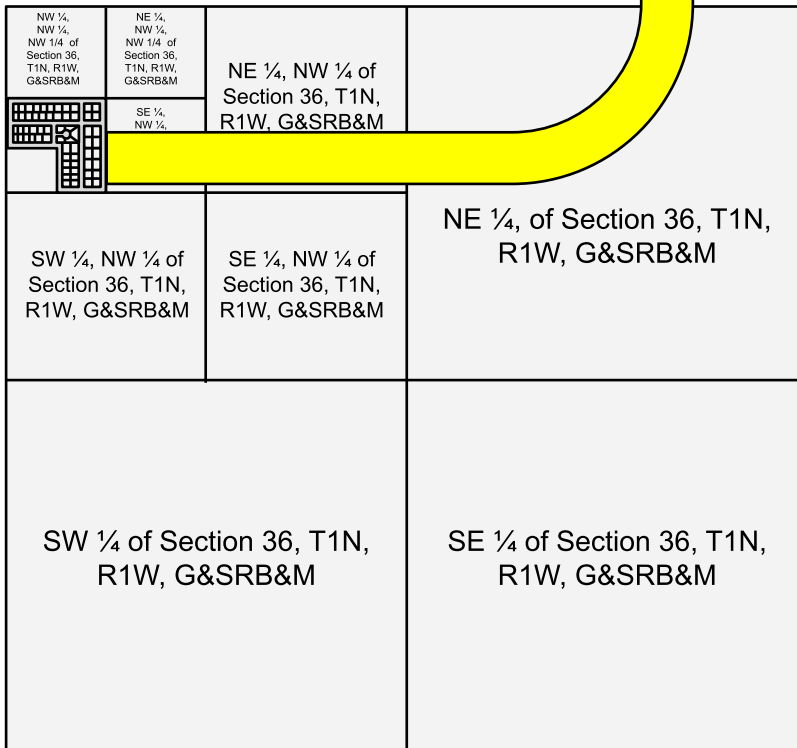 NW ¼,
NW ¼,
NW 1/4 of
Section 36,
T1N, R1W,
G&SRB&M
NE ¼,
NW ¼,
NW 1/4 of
Section 36,
T1N, R1W,
G&SRB&M
NE ¼, NW ¼ of
Section 36, T1N,
R1W, G&SRB&M
SE ¼,
NW ¼,
NE ¼, of Section 36, T1N,
R1W, G&SRB&M
SW ¼, NW ¼ of
Section 36, T1N,
R1W, G&SRB&M
SE ¼, NW ¼ of
Section 36, T1N,
R1W, G&SRB&M
SW ¼ of Section 36, T1N,
R1W, G&SRB&M
SE ¼ of Section 36, T1N,
R1W, G&SRB&M